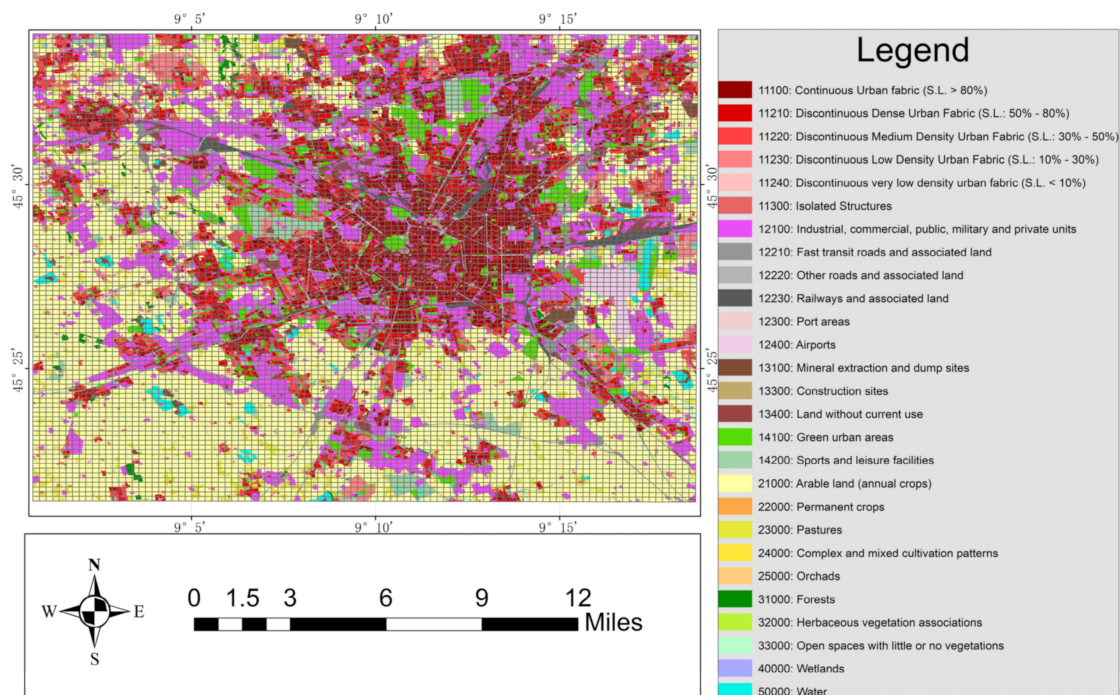 9° 5' 9° 10' 9° 15'
45° 30' 45° 30'
45° 25' 45° 25'
9° 5' 9° 10' 9° 15'
N
W E
S
0 1.5 3 6 9 12
Miles
Legend
11100: Continuous Urban fabric (S.L. > 80%)
11210: Discontinuous Dense Urban Fabric (S.L.: 50% - 80%)
11220: Discontinuous Medium Density Urban Fabric (S.L.: 30% - 50%)
11230: Discontinuous Low Density Urban Fabric (S.L.: 10% - 30%)
11240: Discontinuous very low density urban fabric (S.L. < 10%)
11300: Isolated Structures
12100: Industrial, commercial, public, military and private units
12210: Fast transit roads and associated land
12220: Other roads and associated land
12230: Railways and associated land
12300: Port areas
12400: Airports
13100: Mineral extraction and dump sites
13300: Construction sites
13400: Land without current use
14100: Green urban areas
14200: Sports and leisure facilities
21000: Arable land (annual crops)
22000: Permanent crops
23000: Pastures
24000: Complex and mixed cultivation patterns
25000: Orchads
31000: Forests
32000: Herbaceous vegetation associations
33000: Open spaces with little or no vegetations
40000: Wetlands
50000: Water